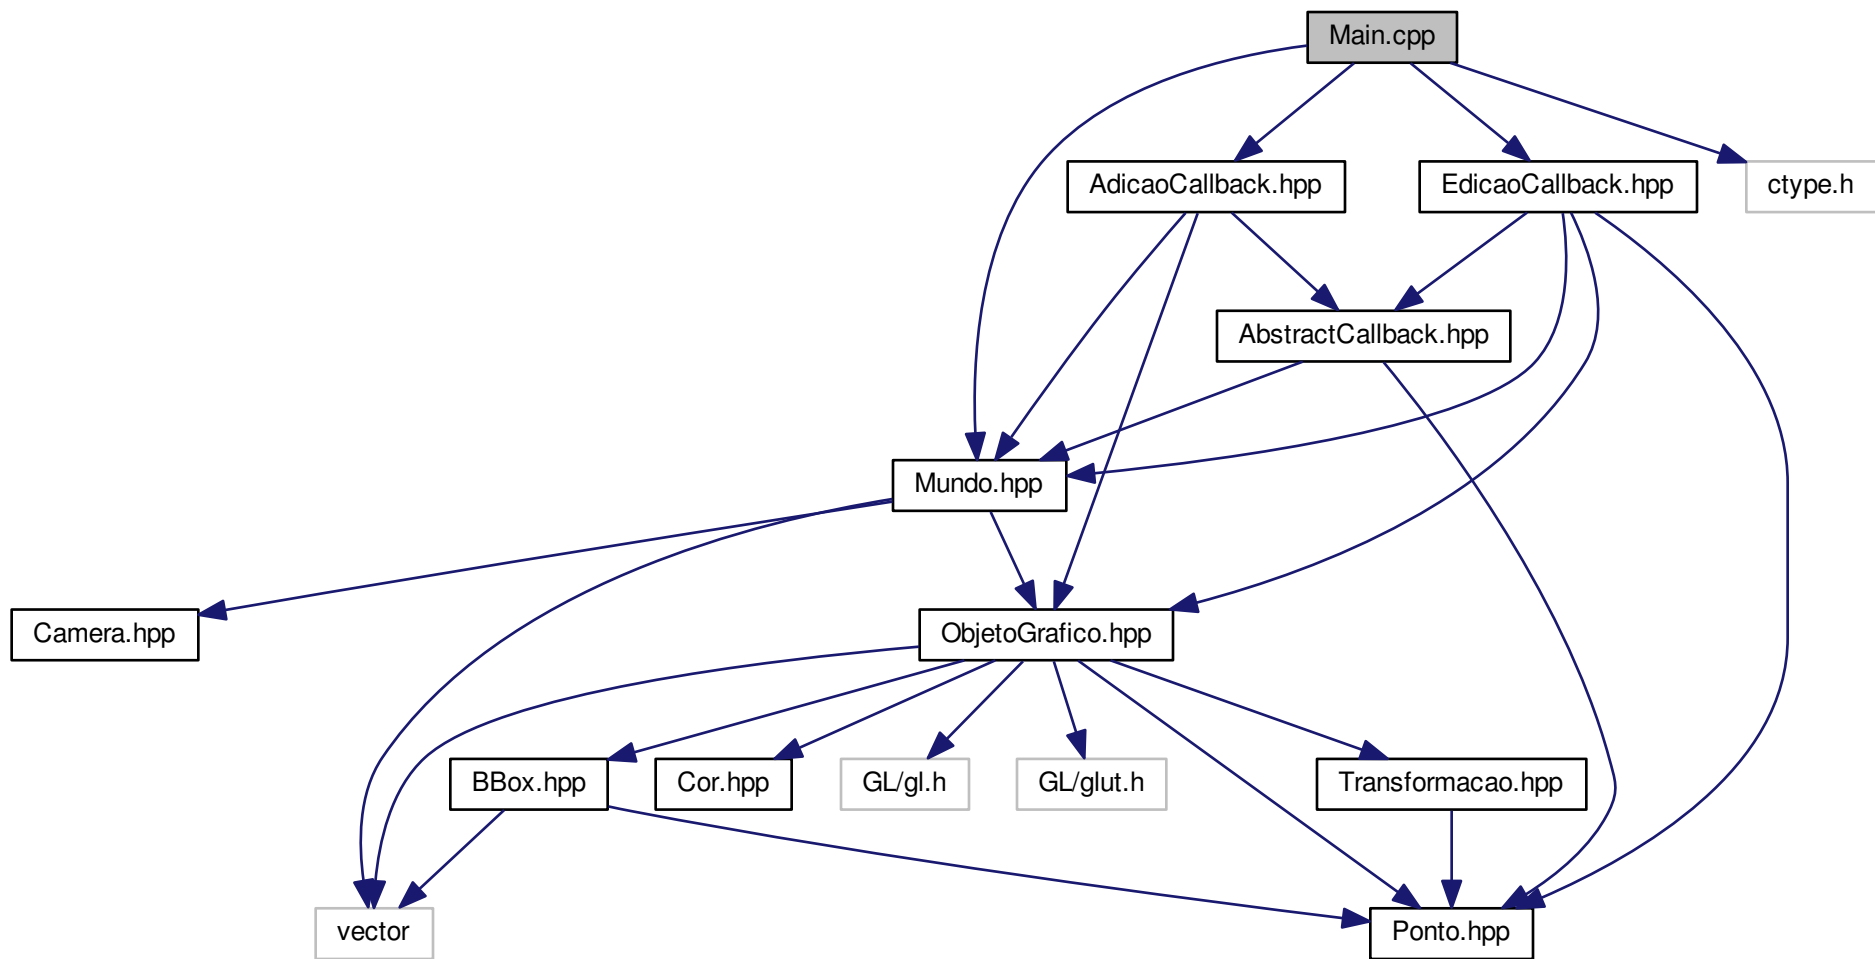 Main.cpp
AdicaoCallback.hpp
EdicaoCallback.hpp
ctype.h
AbstractCallback.hpp
Mundo.hpp
Camera.hpp
ObjetoGrafico.hpp
BBox.hpp
Cor.hpp
GL/gl.h
GL/glut.h
Transformacao.hpp
vector
Ponto.hpp